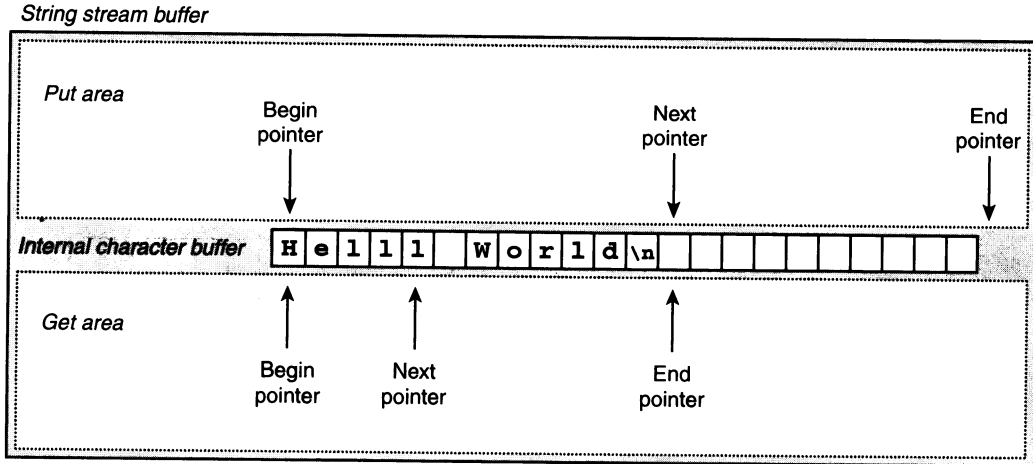 String stream buffer
Put area
Begin
pointer
Next
pointer
End
pointer
Internal character buffer
H e l l l W o r l d \n
Get area
Begin
pointer
Next
pointer
End
pointer